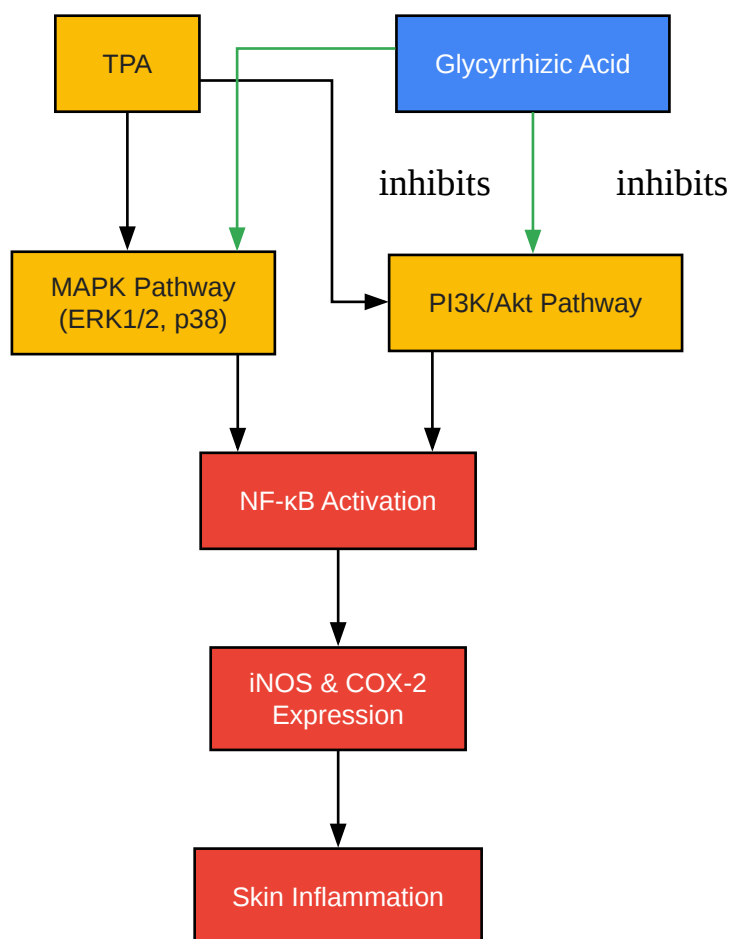 TPA
Glycyrrhizic Acid
inhibits
inhibits
MAPK Pathway
(ERK1/2, p38)
PI3K/Akt Pathway
NF-κB Activation
iNOS & COX-2
Expression
Skin Inflammation